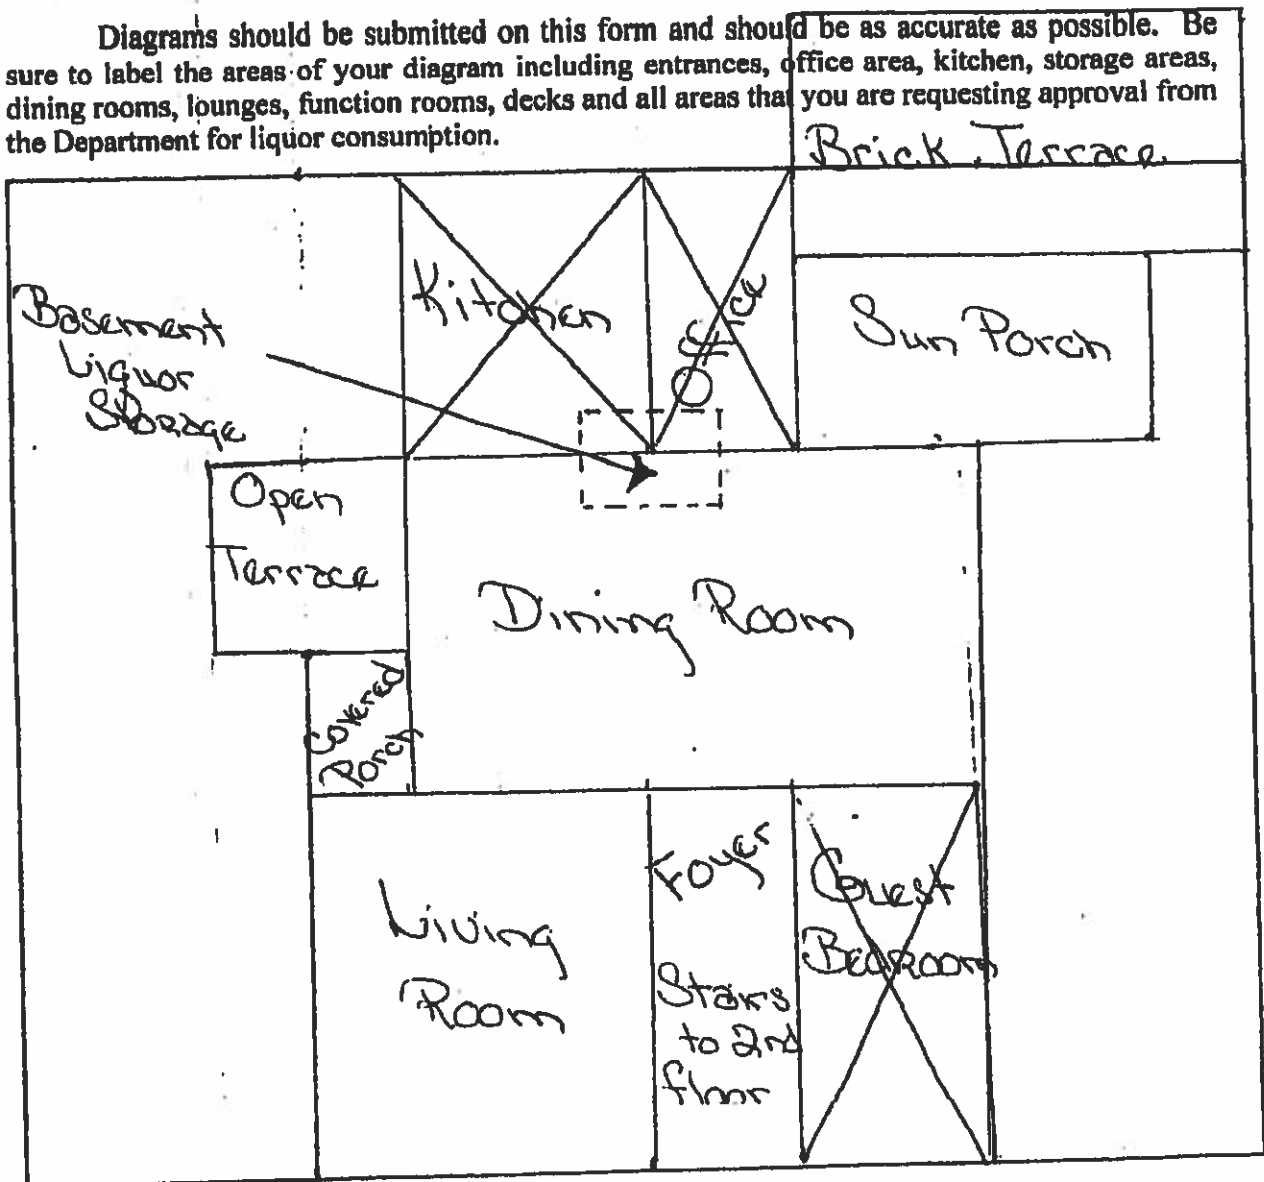 Diagrams should be submitted on this form and should be as accurate as possible. Be
sure to label the areas of your diagram including entrances, office area, kitchen, storage areas,
dining rooms, lounges, function rooms, decks and all areas that you are requesting approval from
the Department for liquor consumption.
Brick Terrace
Kitchen
Office
Sun Porch
Basement
Liquor
Storage
Open
Terrace
Dining Room
Covered
Porch
Living
Room
Foyer
Stairs
to 2nd
floor
Guest
Bedroom